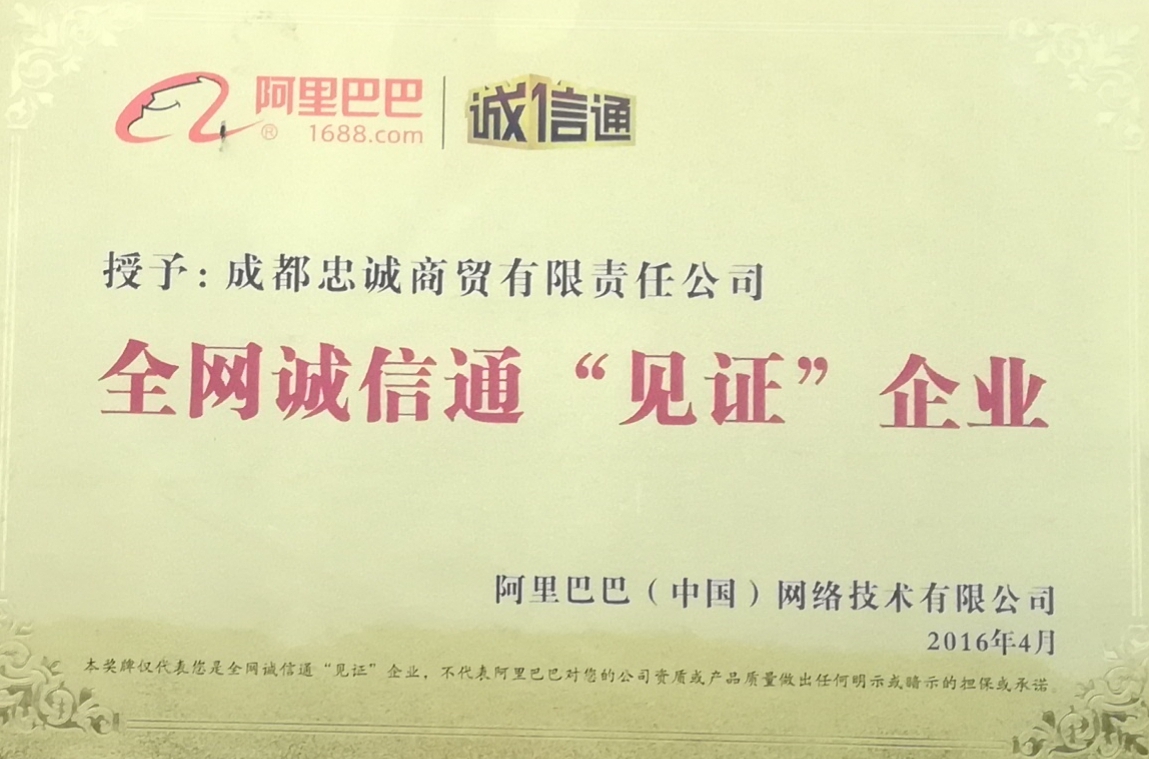 阿里巴巴 诚信通
® 1688.com
授予：成都忠诚商贸有限责任公司
全网诚信通“见证”企业
阿里巴巴（中国）网络技术有限公司
2016年4月
本奖牌仅代表您是全网诚信通“见证”企业，不代表阿里巴巴对您的公司资质或产品质量做出任何明示或暗示的担保或承诺。